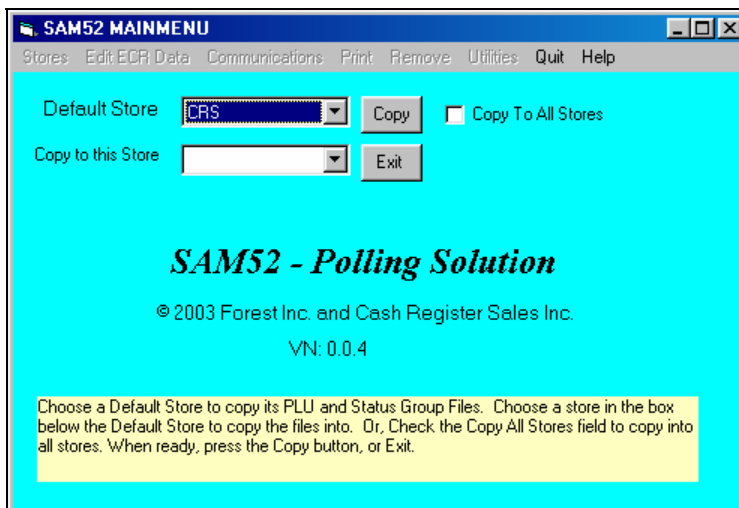 SAM52 MAINMENU
Stores Edit ECR Data Communications Print Remove Utilities Quit Help
Default Store CRS Copy Copy To All Stores
Copy to this Store Exit
SAM52 - Polling Solution
© 2003 Forest Inc. and Cash Register Sales Inc.
VN: 0.0.4
Choose a Default Store to copy its PLU and Status Group Files. Choose a store in the box
below the Default Store to copy the files into. Or, Check the Copy All Stores field to copy into
all stores. When ready, press the Copy button, or Exit.